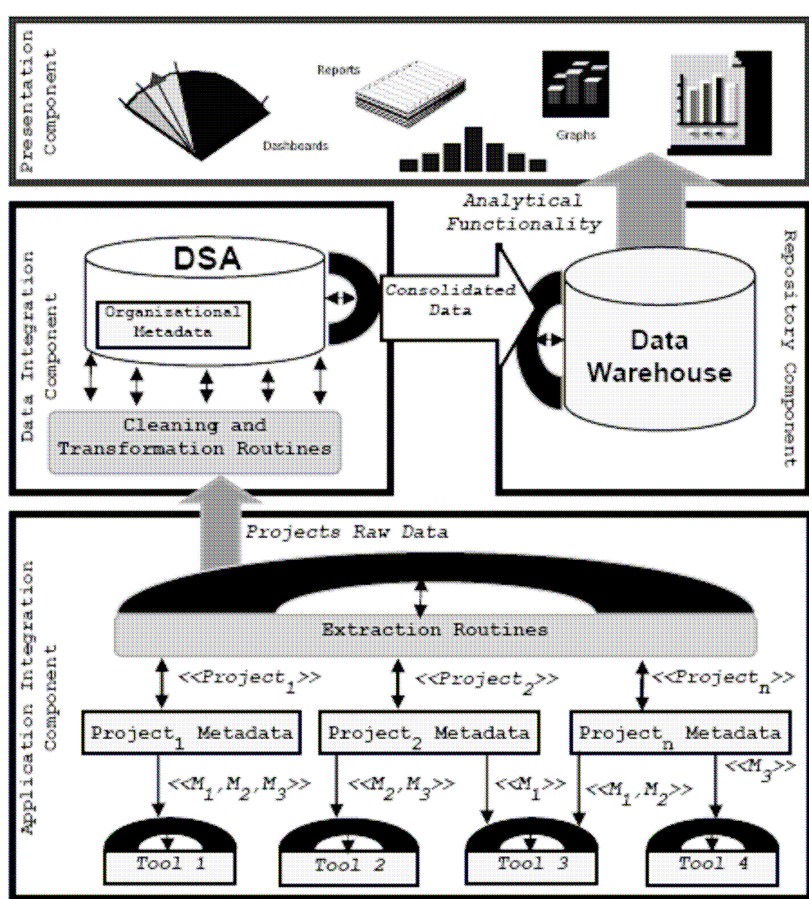 Presentation
Component
Reports
Dashboards
Graphs
Analytical
Functionality
Data Integration
Component
DSA
Organizational
Metadata
Cleaning and
Transformation Routines
Consolidated
Data
Data
Warehouse
Repository Component
Application Integration
Component
Projects Raw Data
Extraction Routines
<<Project1>>
<<Project2>>
<<Projectn>>
Project1 Metadata
Project2 Metadata
Projectn Metadata
<<M1,M2,M3>>
<<M2,M3>>
<<M1>>
<<M1,M2>>
<<M3>>
Tool 1
Tool 2
Tool 3
Tool 4